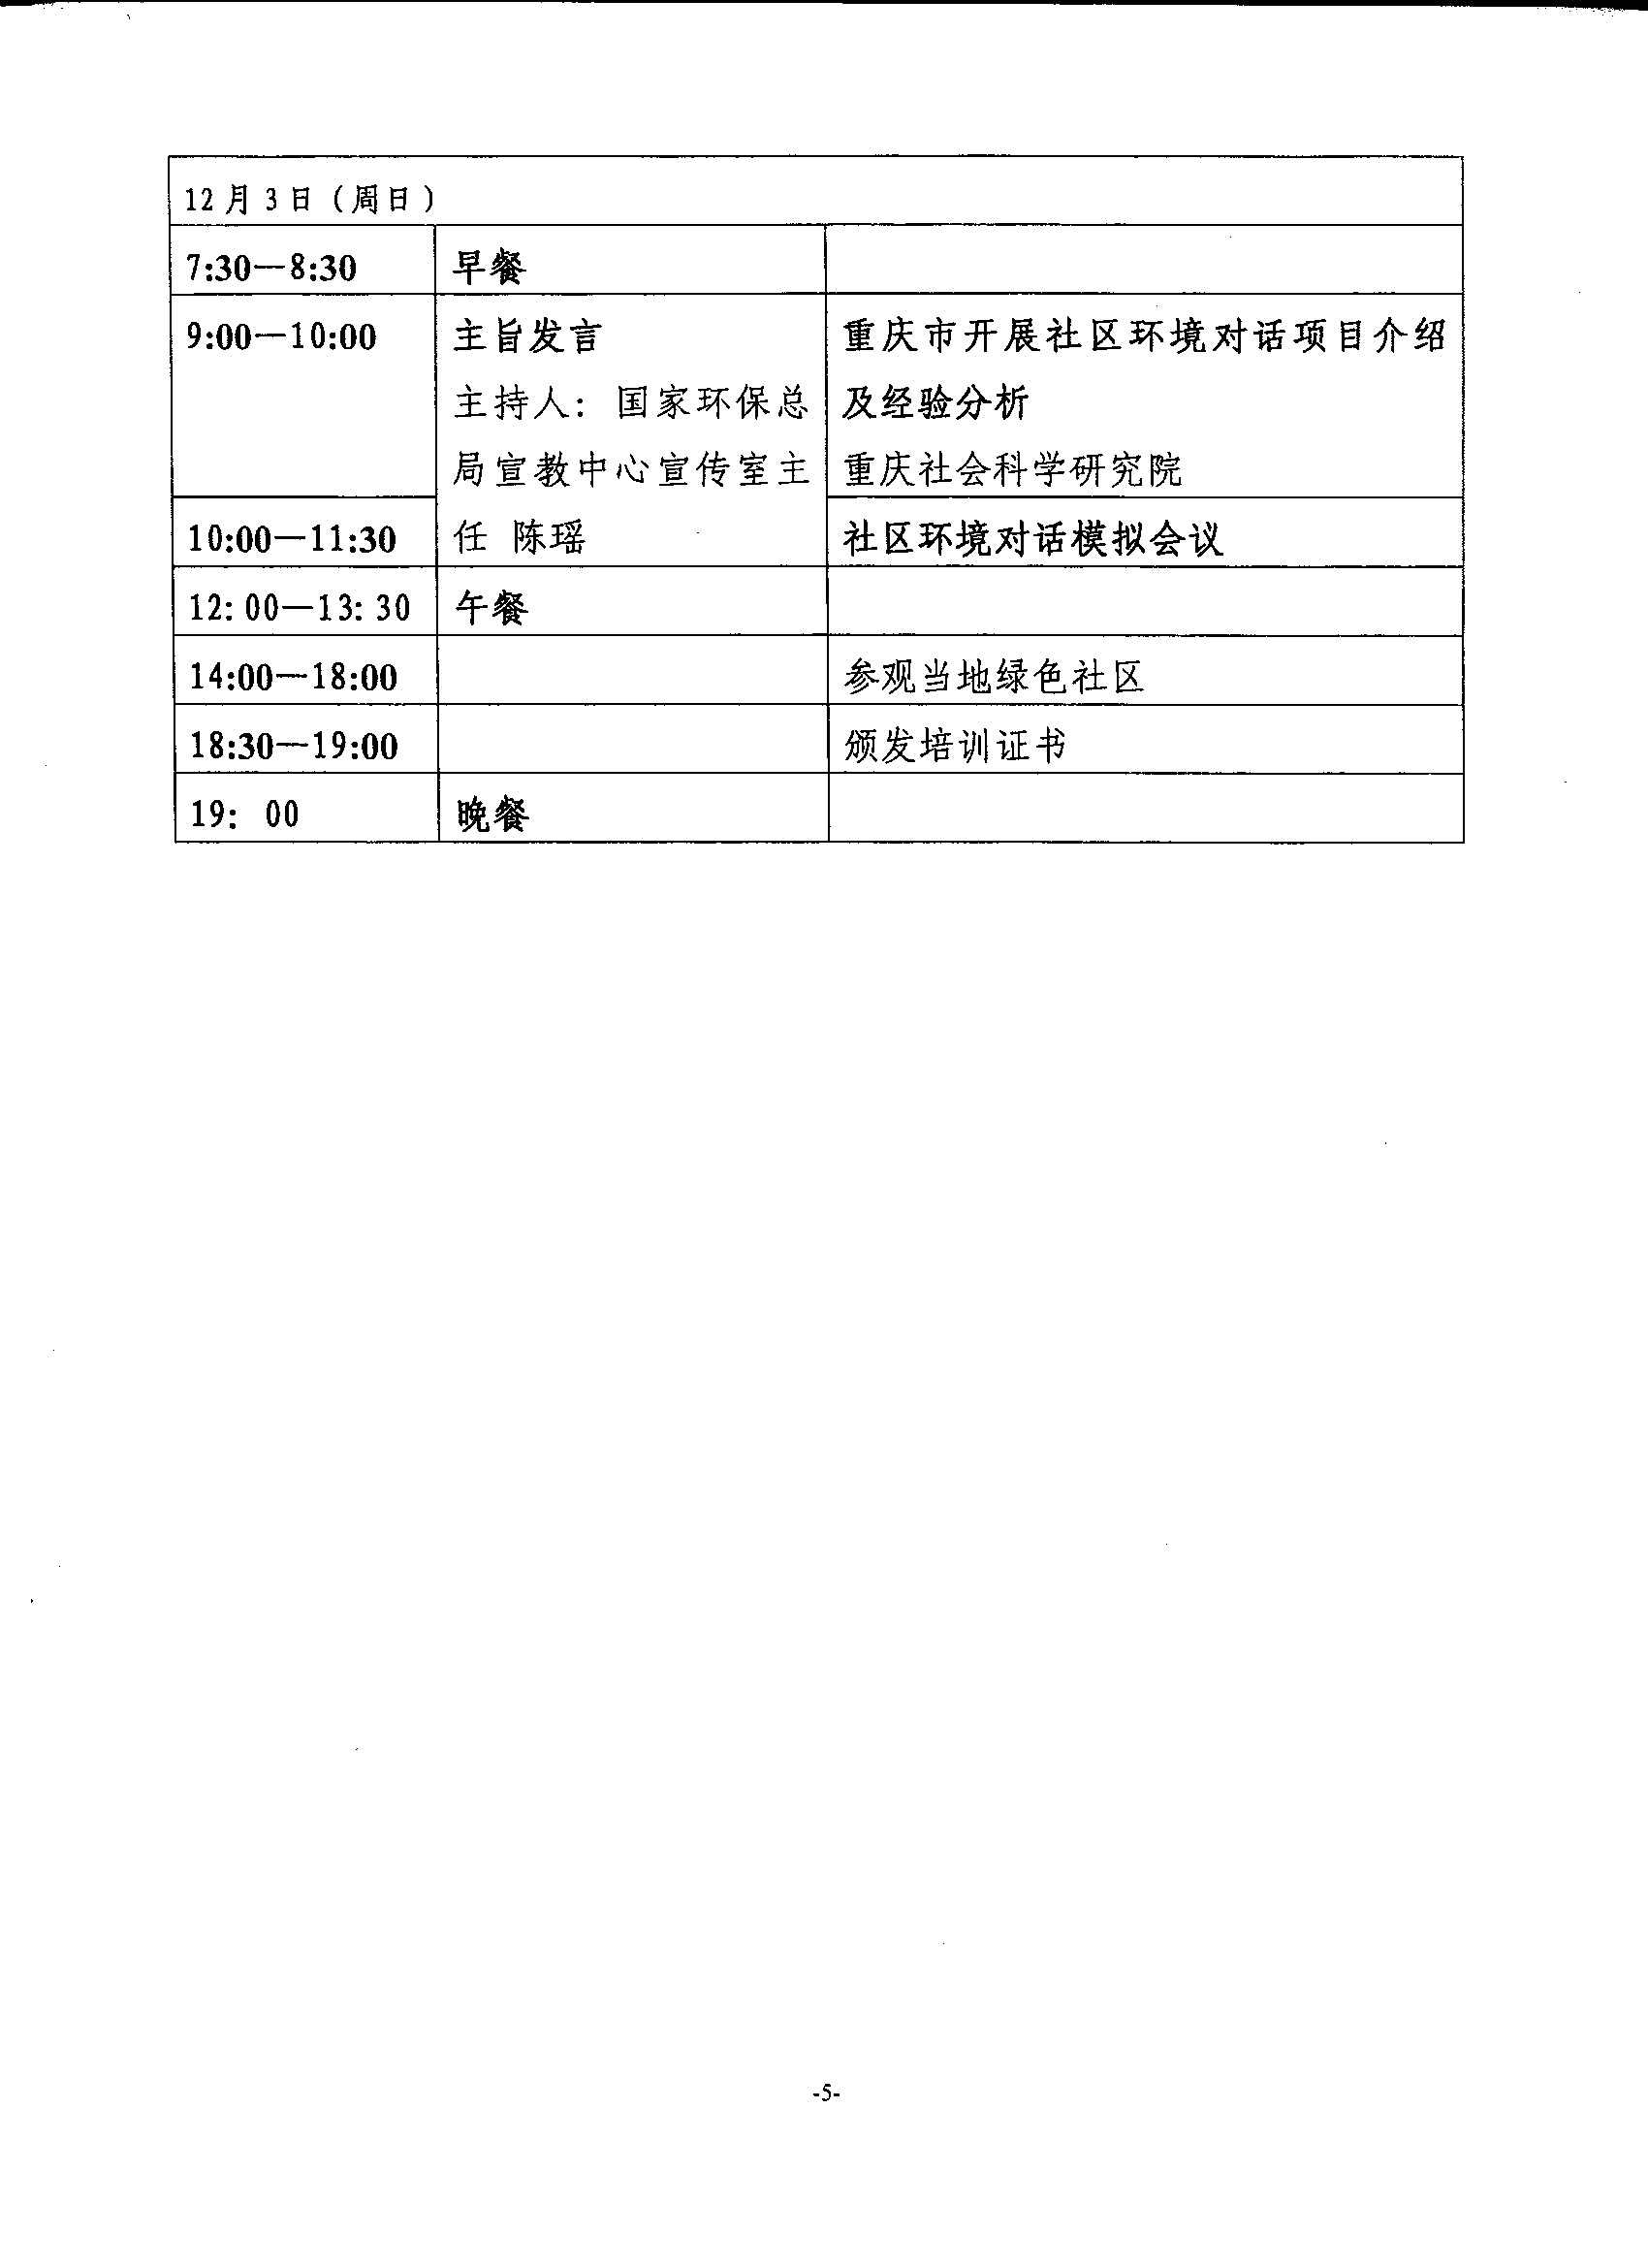 12月3日（周日）
7:30—8:30 早餐
9:00—10:00 主旨发言 重庆市开展社区环境对话项目介绍
主持人：国家环保总 及经验分析
局宣教中心宣传室主 重庆社会科学研究院
10:00—11:30 任 陈瑶 社区环境对话模拟会议
12：00—13：30 午餐
14:00—18:00 参观当地绿色社区
18:30—19:00 颁发培训证书
19： 00 晚餐
-5-